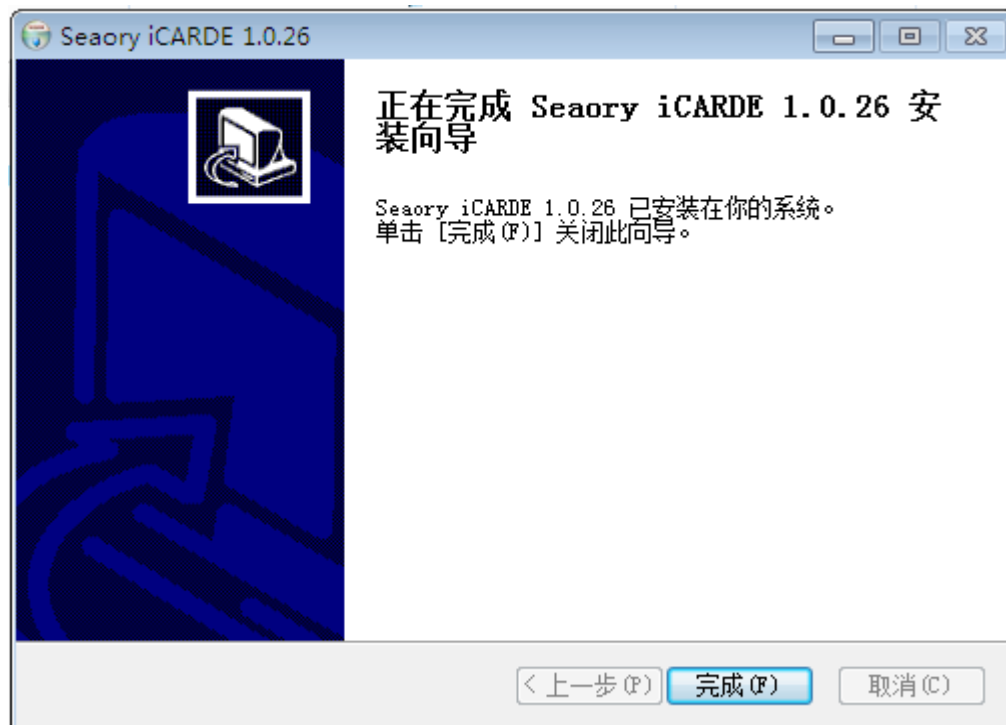 Seaory iCARDE 1.0.26
正在完成 Seaory iCARDE 1.0.26 安
装向导
Seaory iCARDE 1.0.26 已安装在你的系统。
单击 [完成(F)] 关闭此向导。
< 上一步(P)
完成(F)
取消(C)